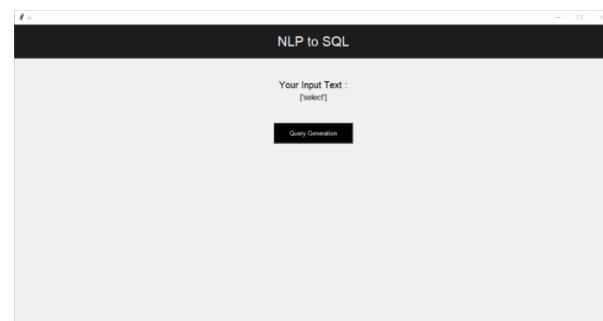 NLP to SQL
Your Input Text :
['select']
Query Generation